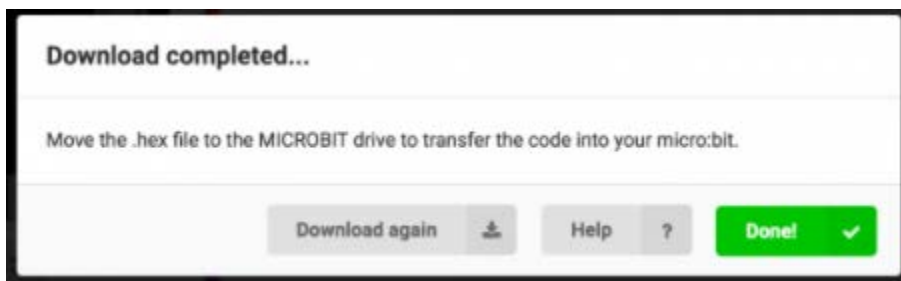 Download completed...
Move the .hex file to the MICROBIT drive to transfer the code into your micro:bit.
Download again
Help ?
Done!